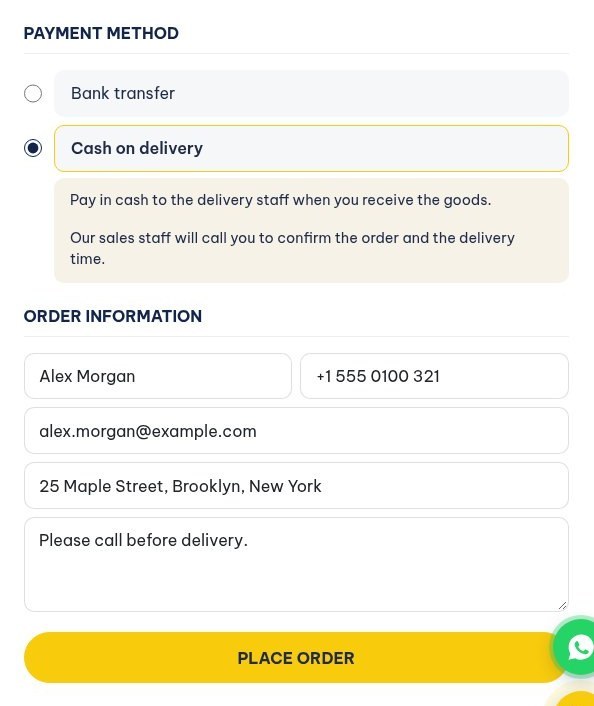 PAYMENT METHOD
Bank transfer
Cash on delivery
Pay in cash to the delivery staff when you receive the goods.
Our sales staff will call you to confirm the order and the delivery
time.
ORDER INFORMATION
Alex Morgan
+1 555 0100 321
alex.morgan@example.com
25 Maple Street, Brooklyn, New York
Please call before delivery.
PLACE ORDER